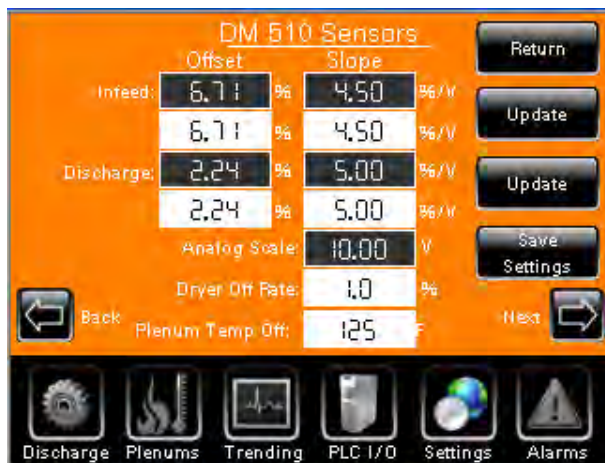 DM 510 Sensors
Return
Offset Slope
Infeed: 6.71 % 4.50 %/V
6.71 % 4.50 %/V
Update
Discharge: 2.24 % 5.00 %/V
Update
2.24 % 5.00 %/V
Analog Scale: 10.00 V
Save
Settings
Dryer Off Rate: 1.0 %
Back
Next
Plenum Temp Off: 125 F
Discharge Plenums Trending PLC I/O Settings Alarms